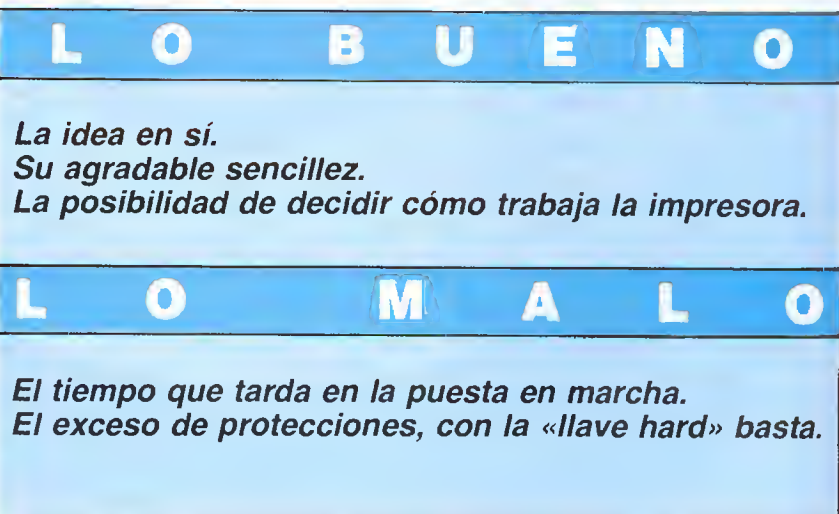 LO BUENO
La idea en sí.
Su agradable sencillez.
La posibilidad de decidir cómo trabaja la impresora.
LO MALO
El tiempo que tarda en la puesta en marcha.
El exceso de protecciones, con la «llave hard» basta.